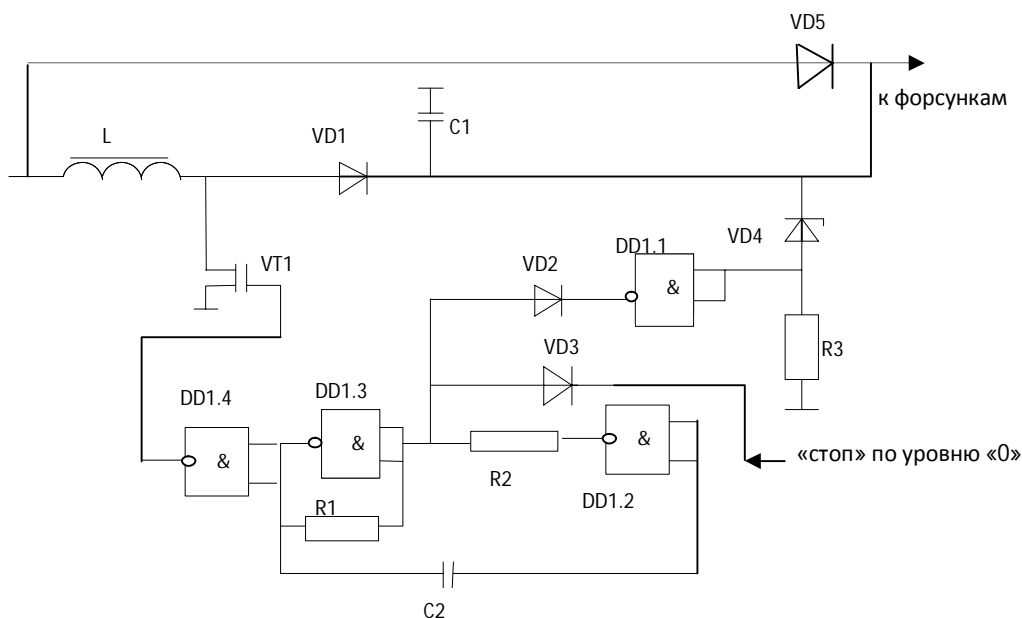 VD5
к форсункам
L
VD1
C1
VD4
DD1.1
VD2
&
VT1
R3
VD3
DD1.3
DD1.4
&
&
&
«стоп» по уровню «0»
R2
DD1.2
R1
C2